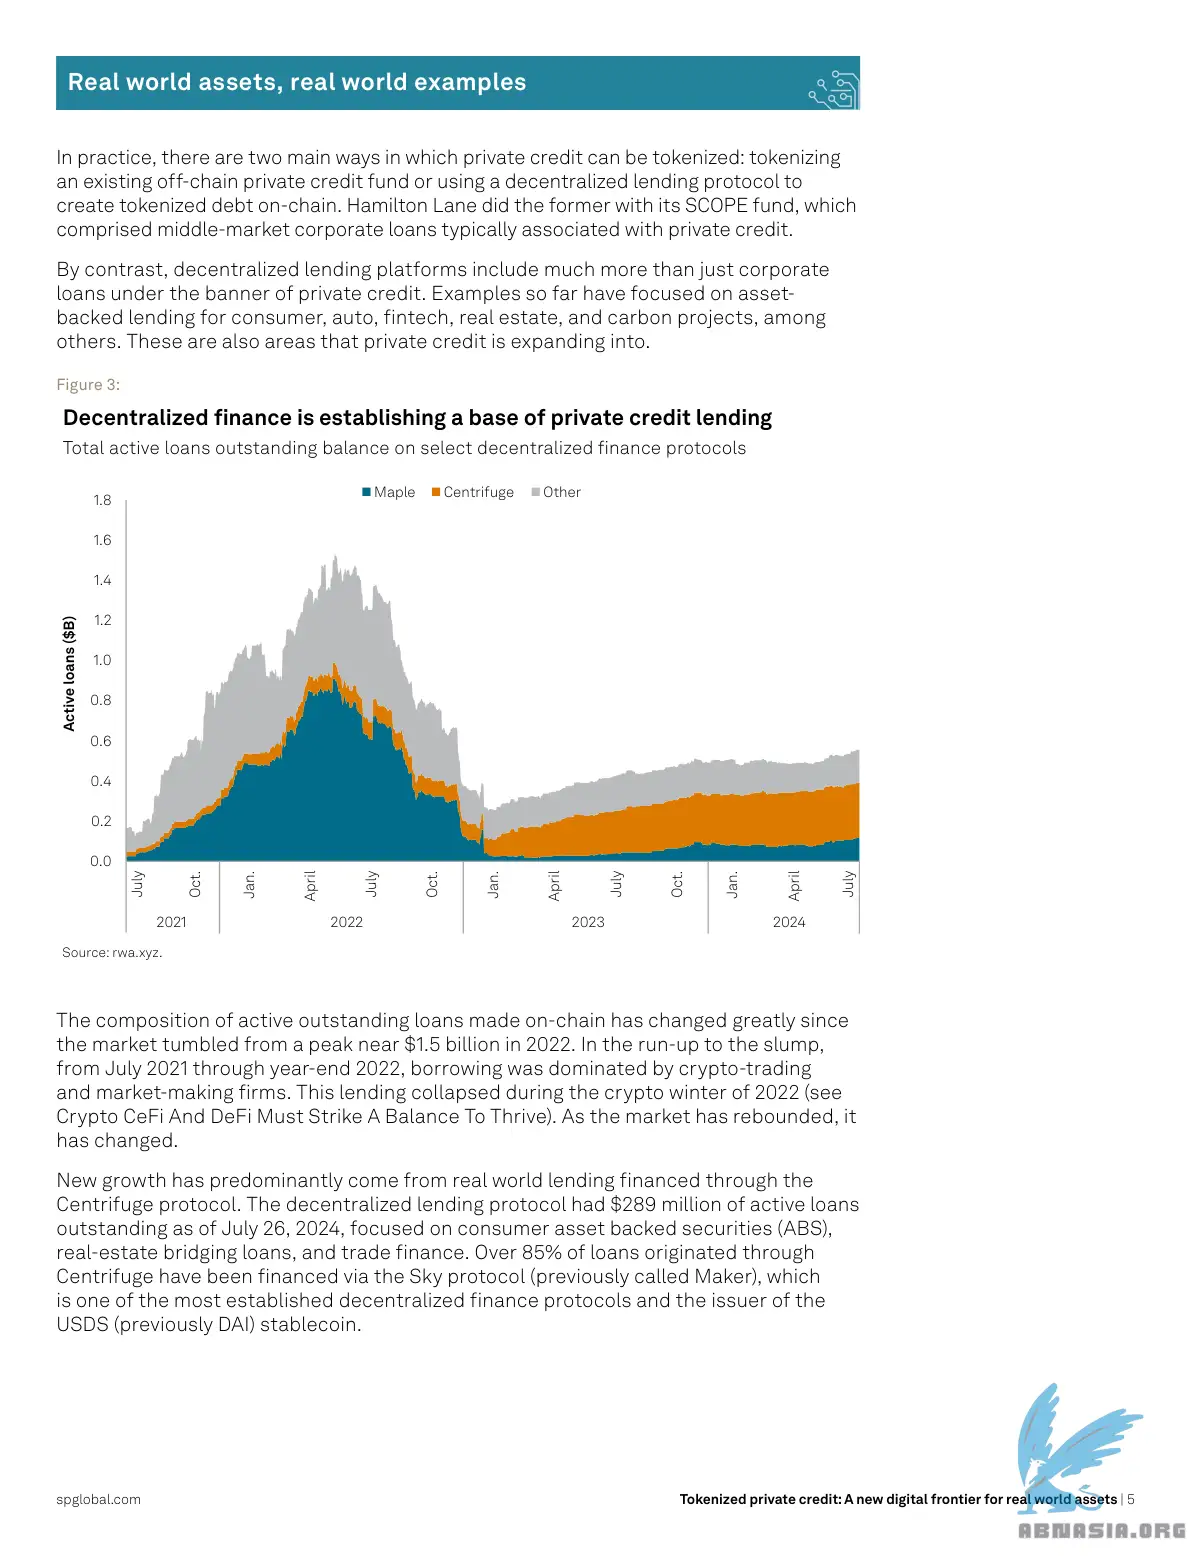 Real world assets, real world examples
In practice, there are two main ways in which private credit can be tokenized: tokenizing
an existing off-chain private credit fund or using a decentralized lending protocol to
create tokenized debt on-chain. Hamilton Lane did the former with its SCOPE fund, which
comprised middle-market corporate loans typically associated with private credit.
By contrast, decentralized lending platforms include much more than just corporate
loans under the banner of private credit. Examples so far have focused on asset-
backed lending for consumer, auto, fintech, real estate, and carbon projects, among
others. These are also areas that private credit is expanding into.
Figure 3:
Decentralized finance is establishing a base of private credit lending
Total active loans outstanding balance on select decentralized finance protocols
Maple Centrifuge Other
Active loans ($B)
1.8
1.6
1.4
1.2
1.0
0.8
0.6
0.4
0.2
0.0
July Oct. Jan. April July Oct. Jan. April July Oct. Jan. April July
2021 2022 2023 2024
Source: rwa.xyz.
The composition of active outstanding loans made on-chain has changed greatly since
the market tumbled from a peak near $1.5 billion in 2022. In the run-up to the slump,
from July 2021 through year-end 2022, borrowing was dominated by crypto-trading
and market-making firms. This lending collapsed during the crypto winter of 2022 (see
Crypto CeFi And DeFi Must Strike A Balance To Thrive). As the market has rebounded, it
has changed.
New growth has predominantly come from real world lending financed through the
Centrifuge protocol. The decentralized lending protocol had $289 million of active loans
outstanding as of July 26, 2024, focused on consumer asset backed securities (ABS),
real-estate bridging loans, and trade finance. Over 85% of loans originated through
Centrifuge have been financed via the Sky protocol (previously called Maker), which
is one of the most established decentralized finance protocols and the issuer of the
USDS (previously DAI) stablecoin.
spglobal.com
Tokenized private credit: A new digital frontier for real world assets | 5
ABNASIA.ORG